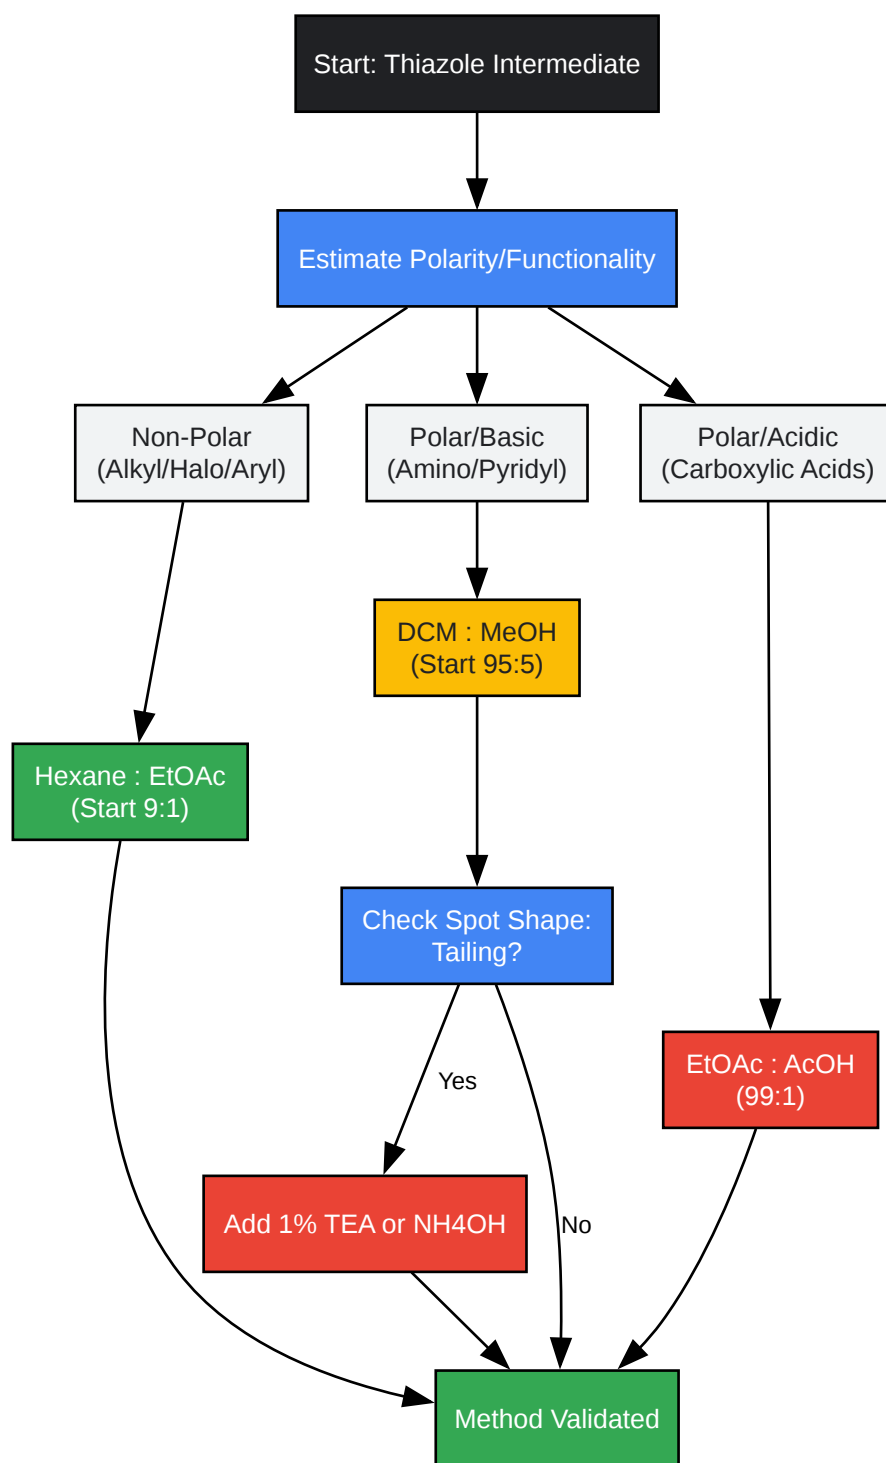 Start: Thiazole Intermediate
Estimate Polarity/Functionality
Non-Polar
(Alkyl/Halo/Aryl)
Polar/Basic
(Amino/Pyridyl)
Polar/Acidic
(Carboxylic Acids)
DCM : MeOH
(Start 95:5)
Hexane : EtOAc
(Start 9:1)
Check Spot Shape:
Tailing?
EtOAc : AcOH
(99:1)
Yes
Add 1% TEA or NH4OH
No
Method Validated